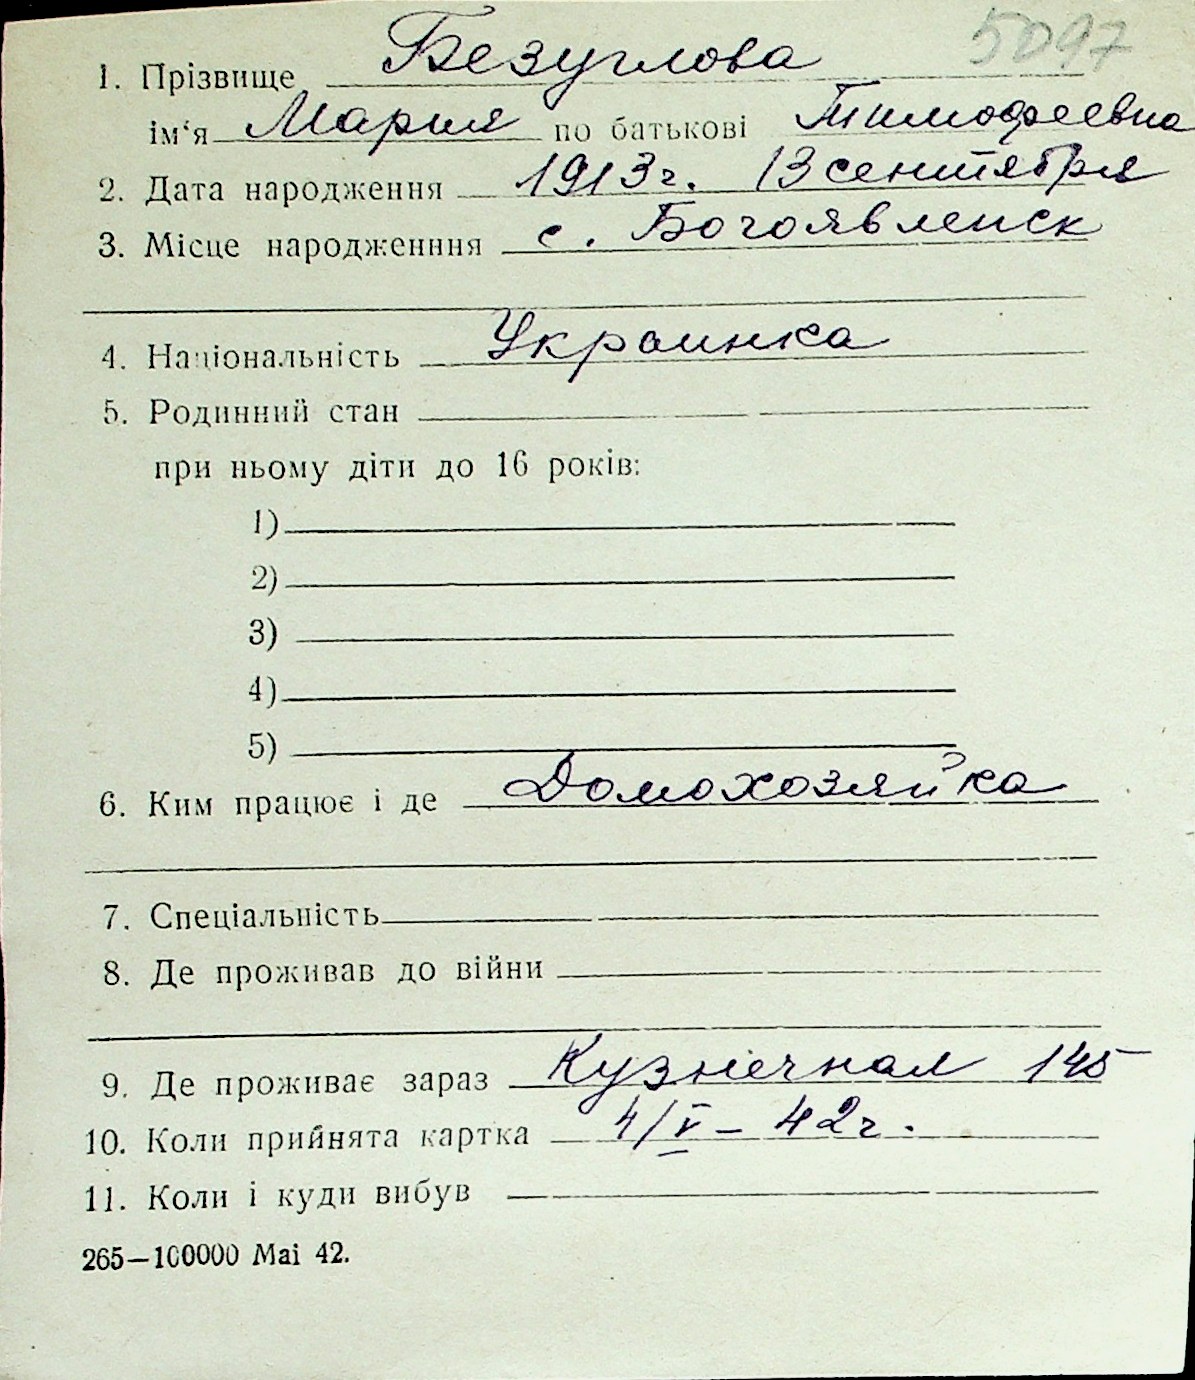 5097
1. Прізвище Безуглова
ім‘я Мария по батькові Тимофеевна
2. Дата народження 1913 г. 13 сентября
3. Місце народженння с. Богоявленск
4. Національність Украинка
5. Родинний стан
при ньому діти до 16 років:
1)
2)
3)
4)
5)
6. Ким працює і де Домохозяйка
7. Спеціальність
8. Де проживав до війни
9. Де проживає зараз Кузнечная 145
10. Коли прийнята картка 4/V – 42 г.
11. Коли і куди вибув
265—100000 Mai 42.